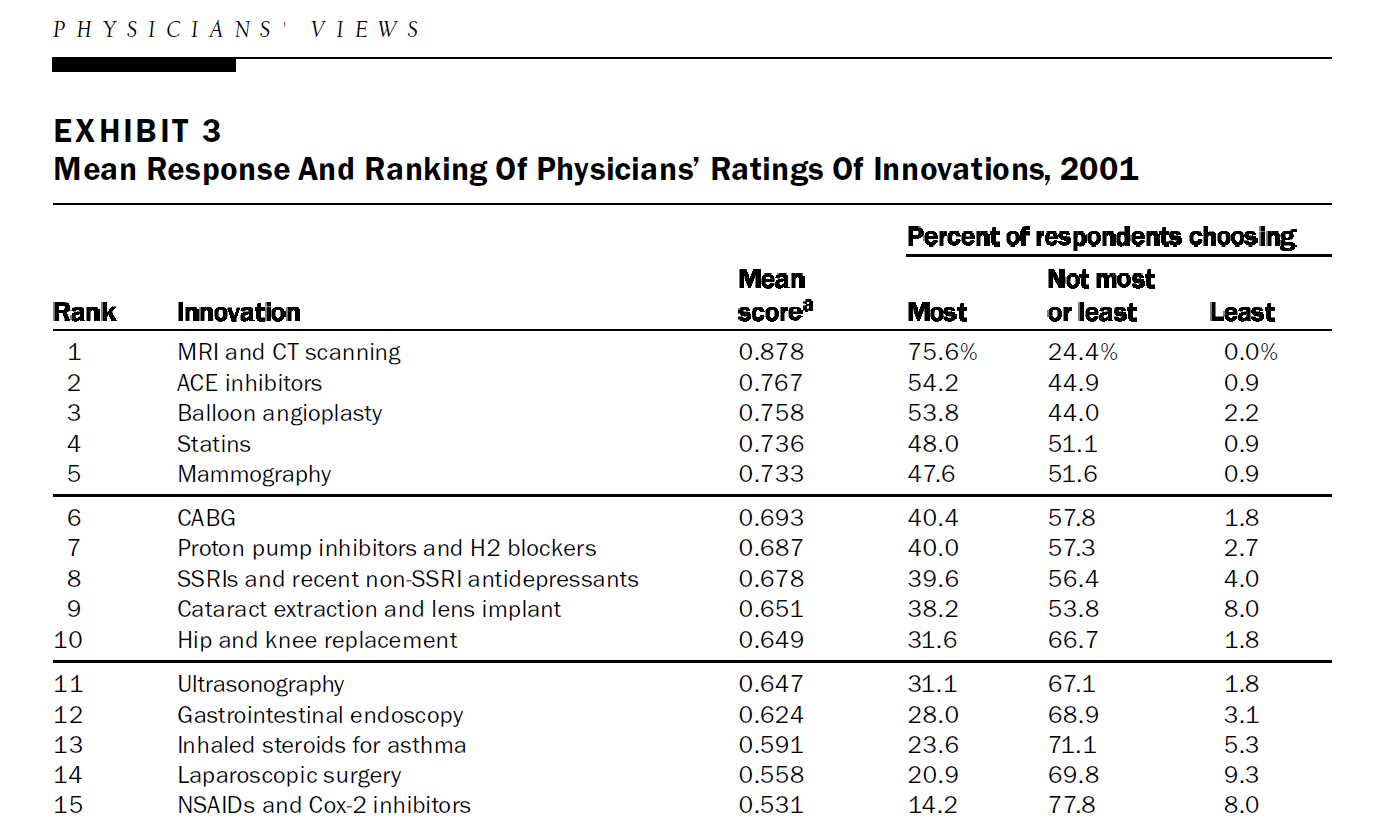 PHYSICIANS' VIEWS
EXHIBIT 3
Mean Response And Ranking Of Physicians’ Ratings Of Innovations, 2001
Percent of respondents choosing
Mean Not most
Rank Innovation scoreᵃ Most or least Least
1 MRI and CT scanning 0.878 75.6% 24.4% 0.0%
2 ACE inhibitors 0.767 54.2 44.9 0.9
3 Balloon angioplasty 0.758 53.8 44.0 2.2
4 Statins 0.736 48.0 51.1 0.9
5 Mammography 0.733 47.6 51.6 0.9
6 CABG 0.693 40.4 57.8 1.8
7 Proton pump inhibitors and H2 blockers 0.687 40.0 57.3 2.7
8 SSRIs and recent non-SSRI antidepressants 0.678 39.6 56.4 4.0
9 Cataract extraction and lens implant 0.651 38.2 53.8 8.0
10 Hip and knee replacement 0.649 31.6 66.7 1.8
11 Ultrasonography 0.647 31.1 67.1 1.8
12 Gastrointestinal endoscopy 0.624 28.0 68.9 3.1
13 Inhaled steroids for asthma 0.591 23.6 71.1 5.3
14 Laparoscopic surgery 0.558 20.9 69.8 9.3
15 NSAIDs and Cox-2 inhibitors 0.531 14.2 77.8 8.0